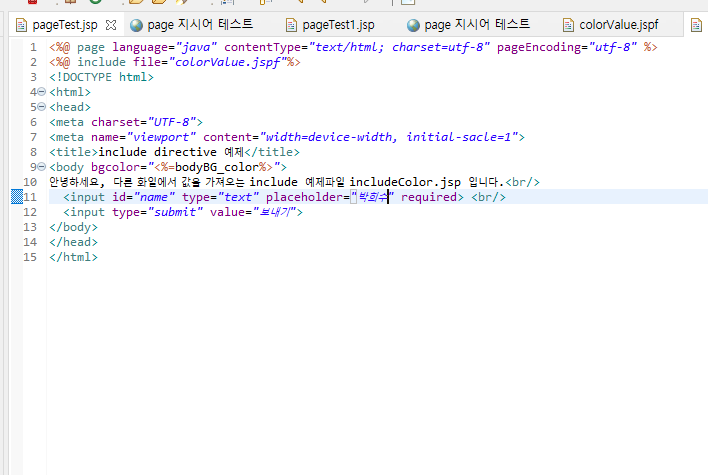 pageTest.jsp page 지시어 테스트 pageTest1.jsp page 지시어 테스트 colorValue.jspf
1 <%@ page language="java" contentType="text/html; charset=utf-8" pageEncoding="utf-8" %>
2 <%@ include file="colorValue.jspf"%>
3 <!DOCTYPE html>
4 <html>
5 <head>
6 <meta charset="UTF-8">
7 <meta name="viewport" content="width=device-width, initial-sacle=1">
8 <title>include directive 예제</title>
9 <body bgcolor="<%=bodyBG_color%>">
10 안녕하세요, 다른 화일에서 값을 가져오는 include 예제파일 includeColor.jsp 입니다.<br/>
11 <input id="name" type="text" placeholder="박희수" required> <br/>
12 <input type="submit" value="보내기">
13 </body>
14 </head>
15 </html>